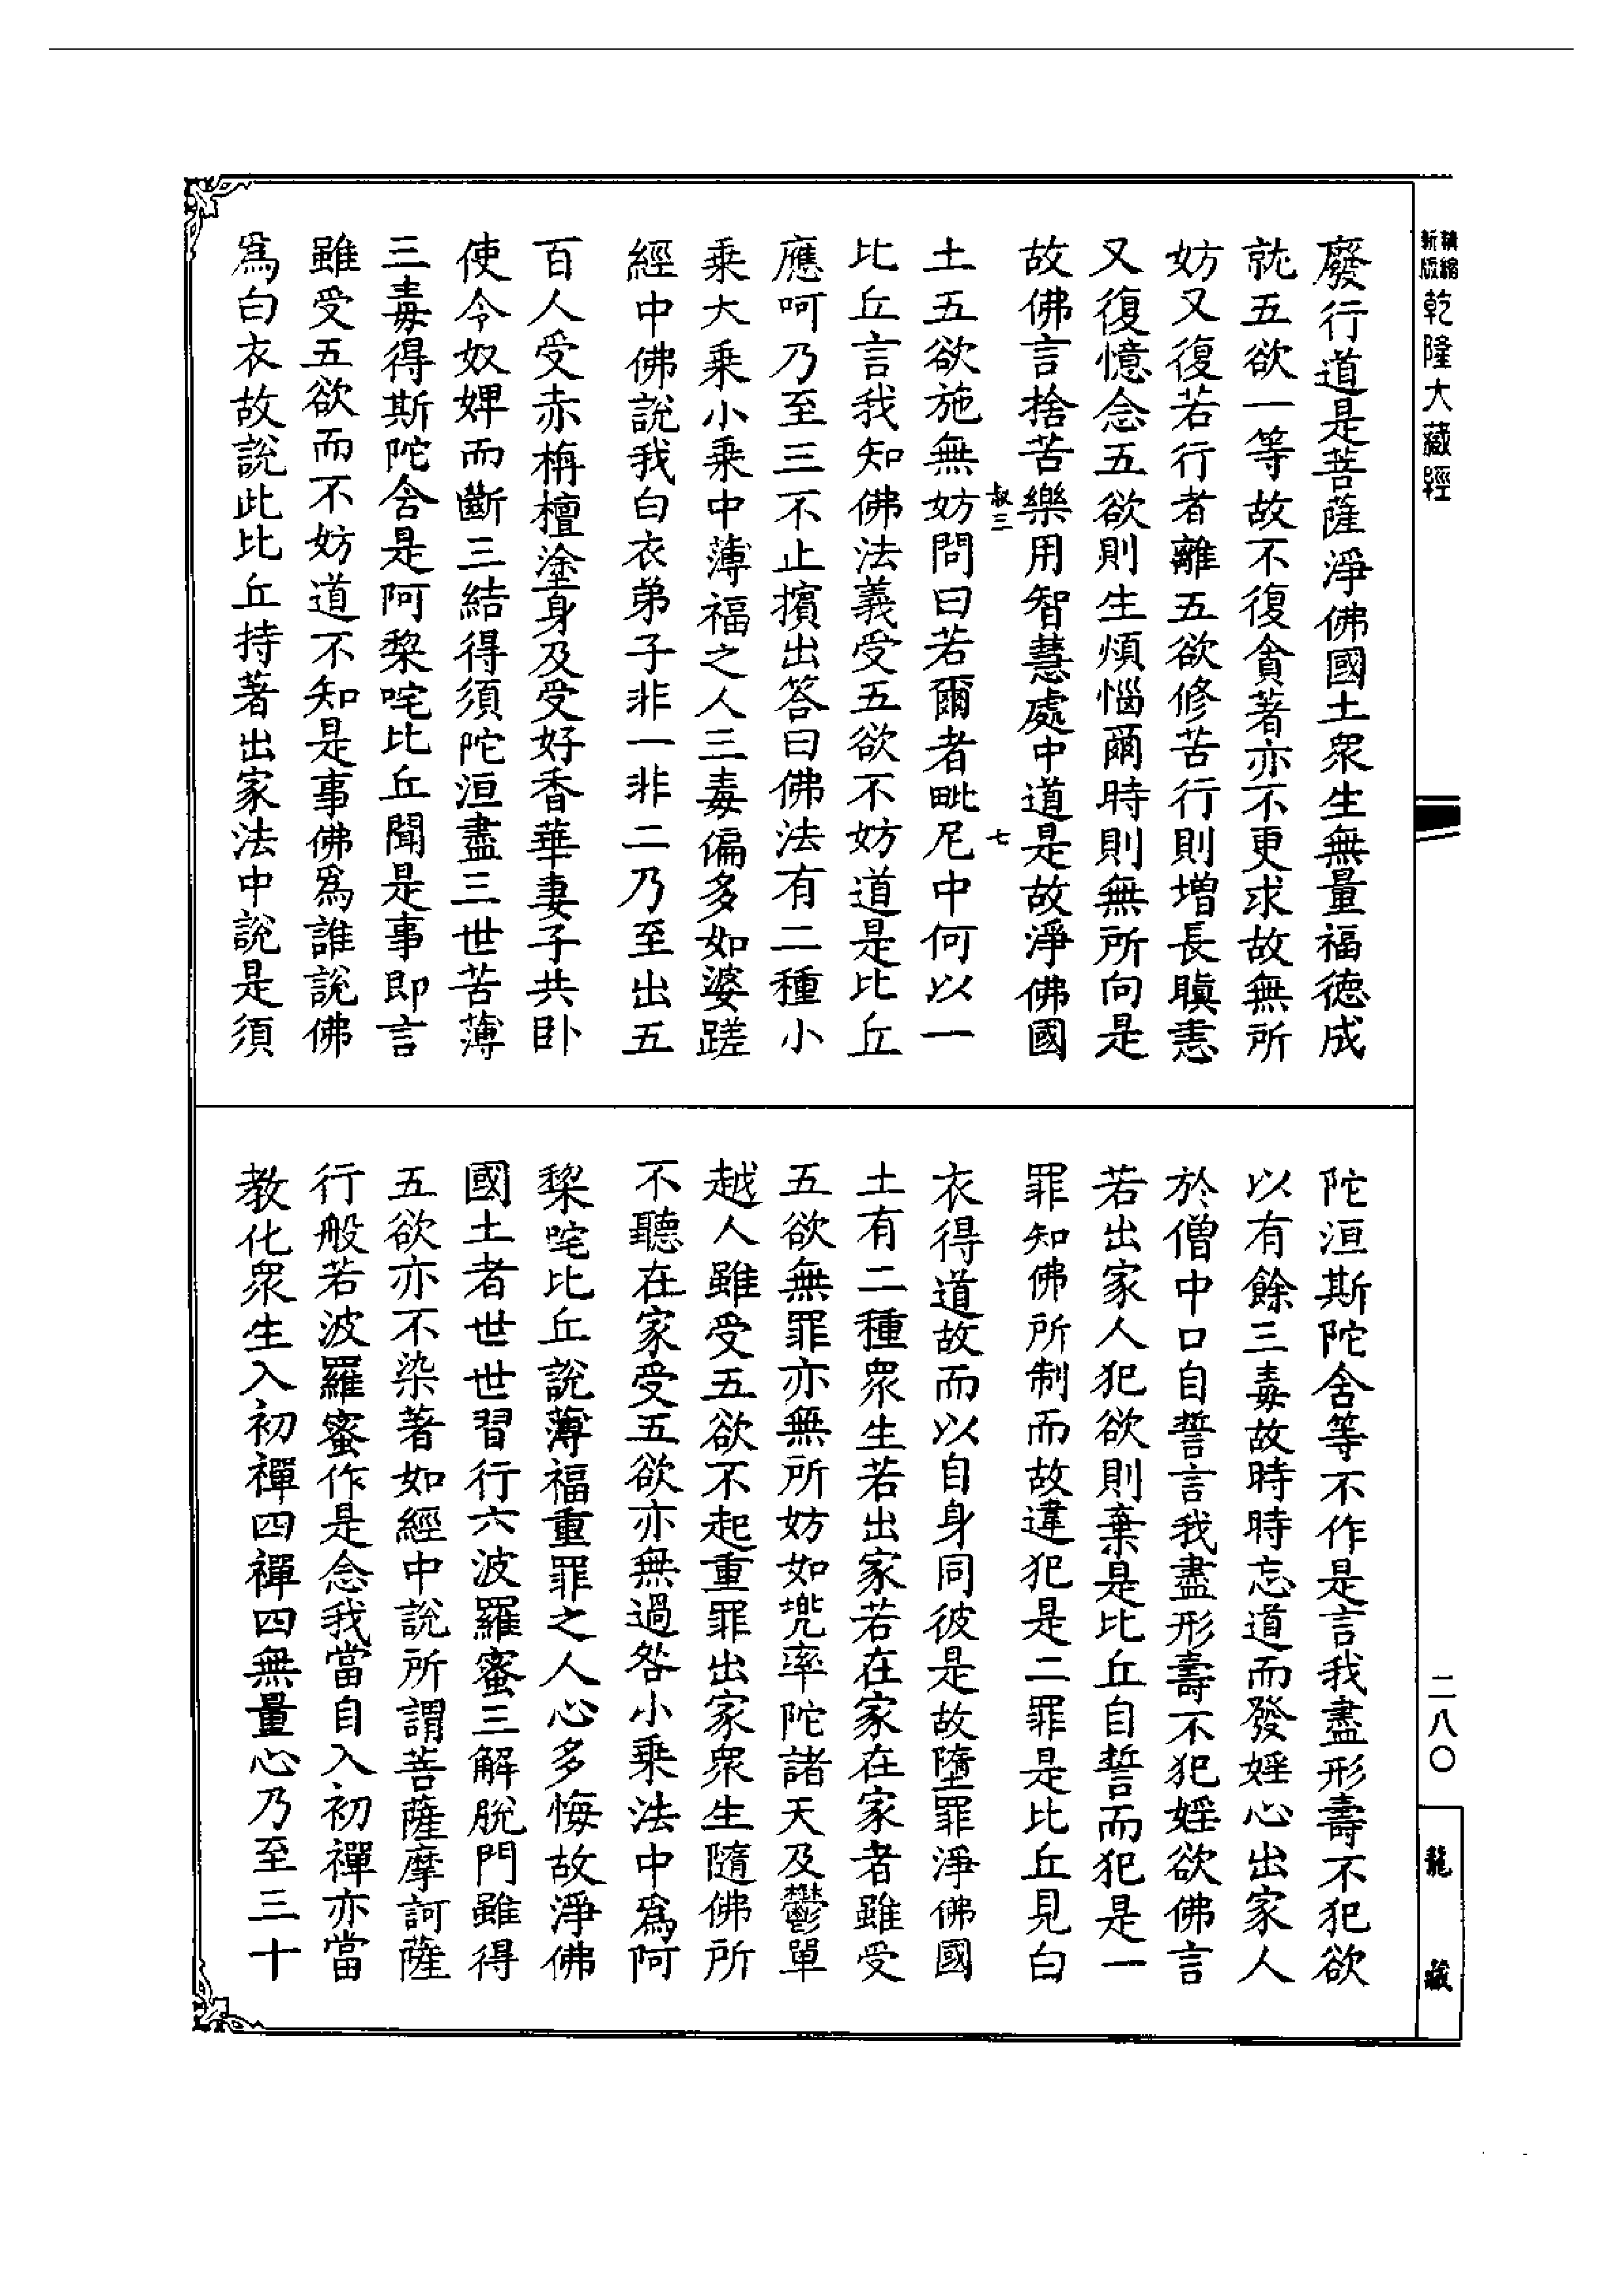 新版精縮乾隆大藏經
廢行道是菩薩淨佛國土衆生無量福德成
就五欲一等故不復貪著亦不更求故無所
妨又復若行者離五欲修苦行則增長瞋恚
又復憶念五欲則生煩惱爾時則無所向是
故佛言捨苦樂用智慧處中道是故淨佛國
七
土五欲施無妨問曰若爾者毗尼中何以一
比丘言我知佛法義受五欲不妨道是比丘
應呵乃至三不止擯出答曰佛法有二種小
乗大乗小乗中薄福之人三毒偏多如婆蹉
經中佛說我白衣弟子非一非二乃至出五
百人受赤栴檀塗身及受好香華妻子共卧
使令奴婢而斷三結得須陀洹盡三世苦薄
三毒得斯陀含是阿棃咤比丘聞是事即言
雖受五欲而不妨道不知是事佛爲誰說佛
爲白衣故說此比丘持著出家法中說是須
陀洹斯陀含等不作是言我盡形壽不犯欲
以有餘三毒故時時忘道而發婬心出家人
於僧中口自誓言我盡形壽不犯婬欲佛言
若出家人犯欲則棄是比丘自誓而犯是一
罪知佛所制而故違犯是二罪是比丘見白
衣得道故而以自身同彼是故墮罪淨佛國
土有二種衆生若出家若在家在家者雖受
五欲無罪亦無所妨如兠率陀諸天及鬱單
越人雖受五欲不起重罪出家衆生隨佛所
不聽在家受五欲亦無過咎小乗法中爲阿
棃咤比丘說薄福重罪之人心多悔故淨佛
國土者世世習行六波羅蜜三解脫門雖得
五欲亦不染著如經中說所謂菩薩摩訶薩
行般若波羅蜜作是念我當自入初禪亦當
教化衆生入初禪四禪四無量心乃至三十
二八〇
龍藏